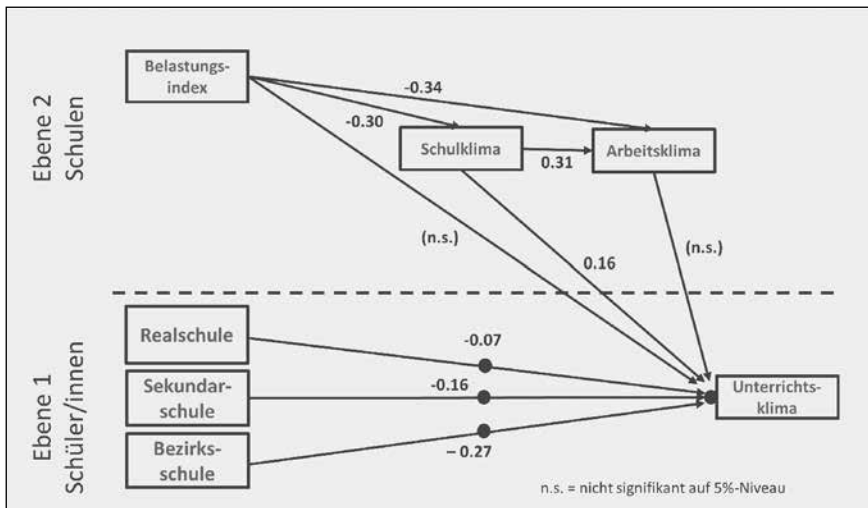 Ebene 2
Schulen
Belastungs-
index
-0.34
-0.30
Schulklima
0.31
Arbeitsklima
(n.s.)
0.16
(n.s.)
Ebene 1
Schüler/innen
Realschule
-0.07
Sekundar-
schule
-0.16
Unterrichts-
klima
Bezirks-
schule
– 0.27
n.s. = nicht signifikant auf 5%-Niveau